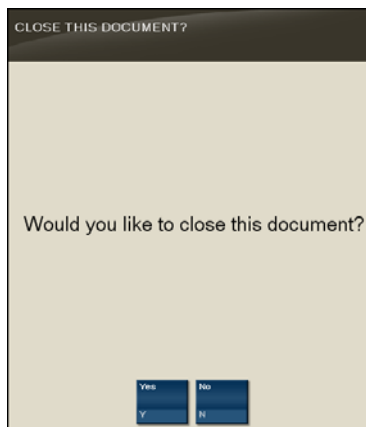 CLOSE THIS DOCUMENT?
Would you like to close this document?
Yes No
Y N